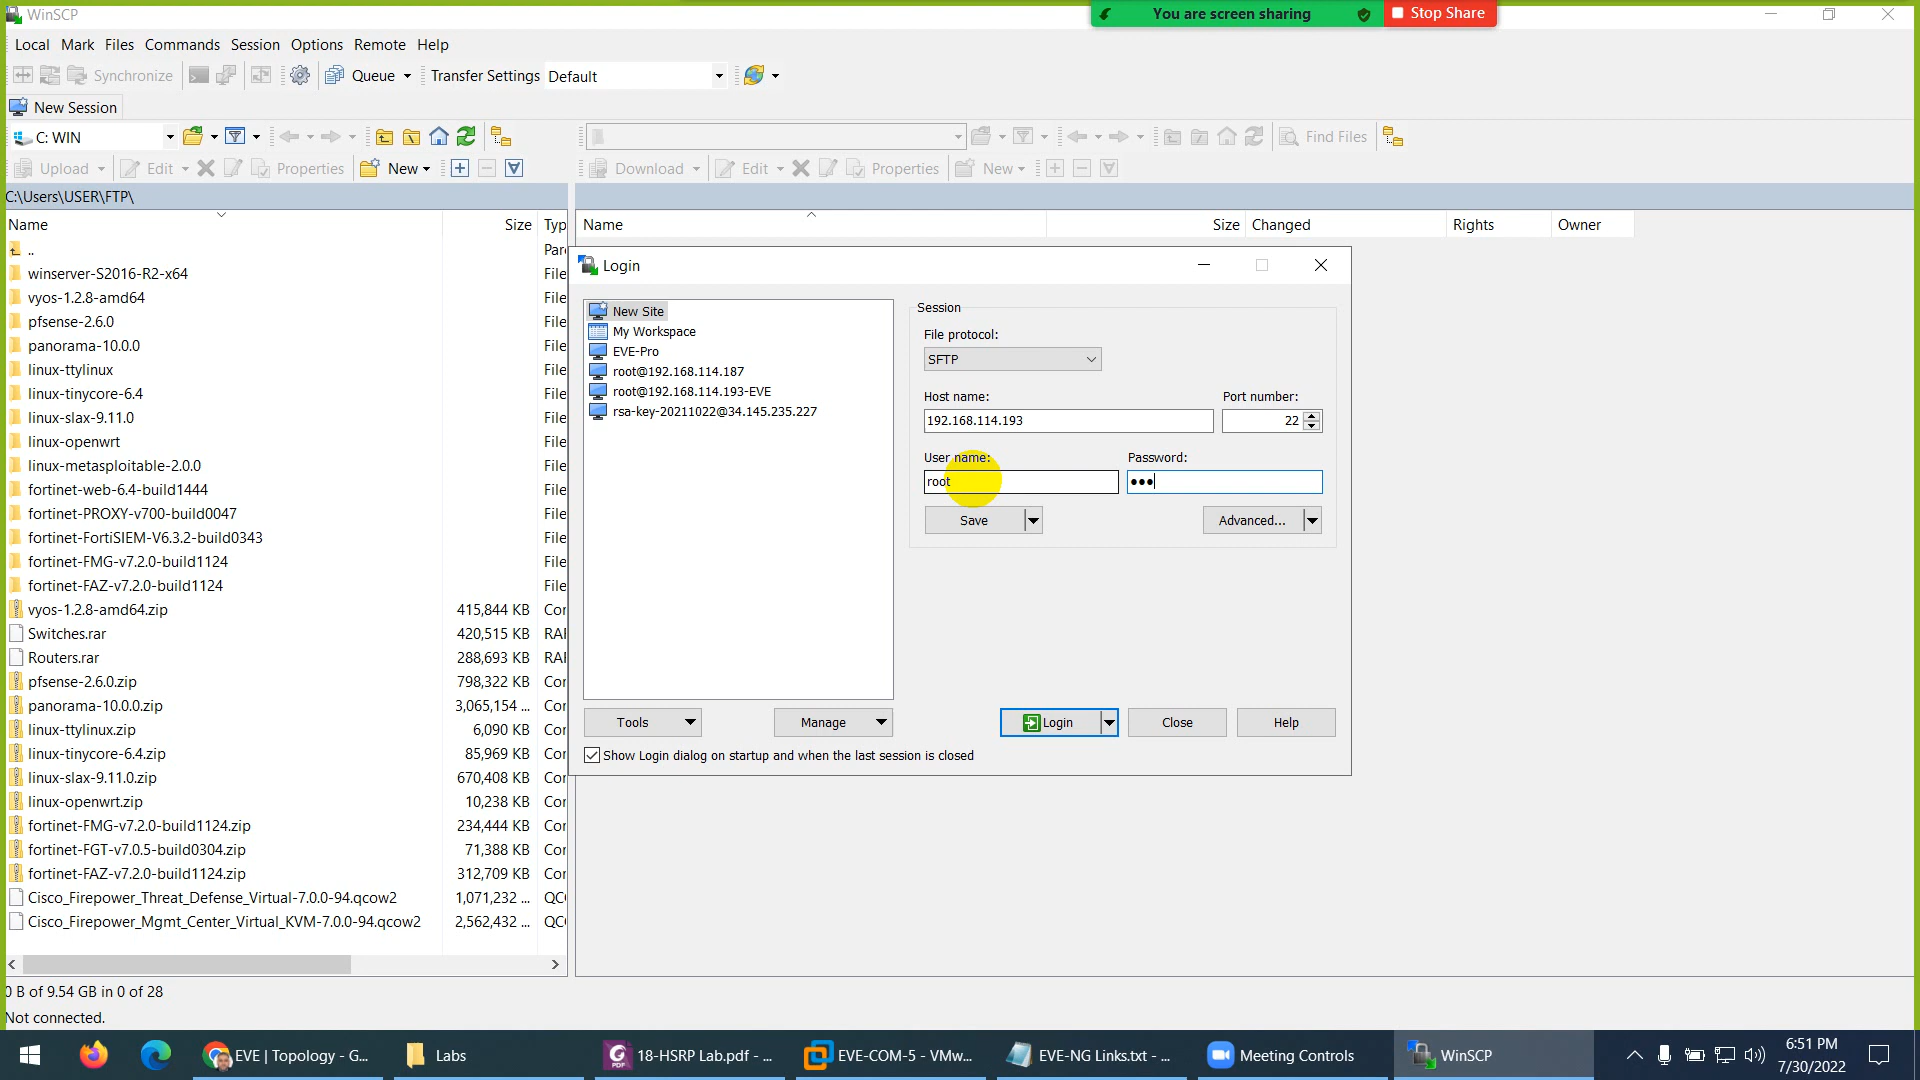 WinSCP
You are screen sharing
Stop Share
Local Mark Files Commands Session Options Remote Help
Synchronize
Queue
Transfer Settings Default
New Session
C: WIN
Find Files
Upload Edit Properties New
Download Edit Properties New
C:\Users\USER\FTP\
Name Size Typ
Name Size Changed Rights Owner
.. Par
winserver-S2016-R2-x64 File
vyos-1.2.8-amd64 File
pfsense-2.6.0 File
panorama-10.0.0 File
linux-ttylinux File
linux-tinycore-6.4 File
linux-slax-9.11.0 File
linux-openwrt File
linux-metasploitable-2.0.0 File
fortinet-web-6.4-build1444 File
fortinet-PROXY-v700-build0047 File
fortinet-FortiSIEM-V6.3.2-build0343 File
fortinet-FMG-v7.2.0-build1124 File
fortinet-FAZ-v7.2.0-build1124 File
vyos-1.2.8-amd64.zip 415,844 KB Cor
Switches.rar 420,515 KB RAI
Routers.rar 288,693 KB RAI
pfsense-2.6.0.zip 798,322 KB Cor
panorama-10.0.0.zip 3,065,154 ... Cor
linux-ttylinux.zip 6,090 KB Cor
linux-tinycore-6.4.zip 85,969 KB Cor
linux-slax-9.11.0.zip 670,408 KB Cor
linux-openwrt.zip 10,238 KB Cor
fortinet-FMG-v7.2.0-build1124.zip 234,444 KB Cor
fortinet-FGT-v7.0.5-build0304.zip 71,388 KB Cor
fortinet-FAZ-v7.2.0-build1124.zip 312,709 KB Cor
Cisco_Firepower_Threat_Defense_Virtual-7.0.0-94.qcow2 1,071,232 ... QC
Cisco_Firepower_Mgmt_Center_Virtual_KVM-7.0.0-94.qcow2 2,562,432 ... QC
Login
New Site
My Workspace
EVE-Pro
root@192.168.114.187
root@192.168.114.193-EVE
rsa-key-20211022@34.145.235.227
Session
File protocol:
SFTP
Host name: Port number:
192.168.114.193 22
User name: Password:
root •••
Save Advanced...
Tools Manage Login Close Help
Show Login dialog on startup and when the last session is closed
0 B of 9.54 GB in 0 of 28
Not connected.
EVE | Topology - G...
Labs
18-HSRP Lab.pdf - ...
EVE-COM-5 - VMw...
EVE-NG Links.txt - ...
Meeting Controls
WinSCP
6:51 PM
7/30/2022